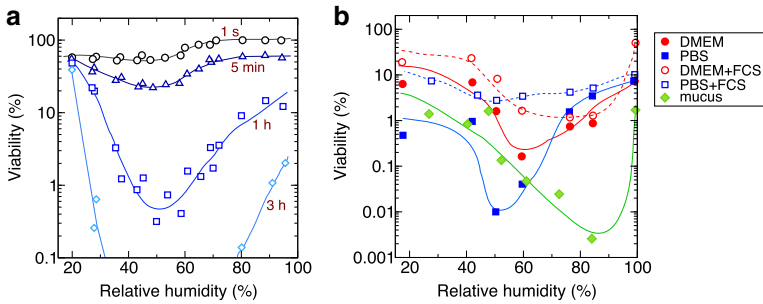 a
Viability (%)
100
10
1
0.1
1 s
5 min
1 h
3 h
20 40 60 80 100
Relative humidity (%)
b
Viability (%)
100
10
1
0.1
0.01
0.001
20 40 60 80 100
Relative humidity (%)
DMEM
PBS
DMEM+FCS
PBS+FCS
mucus